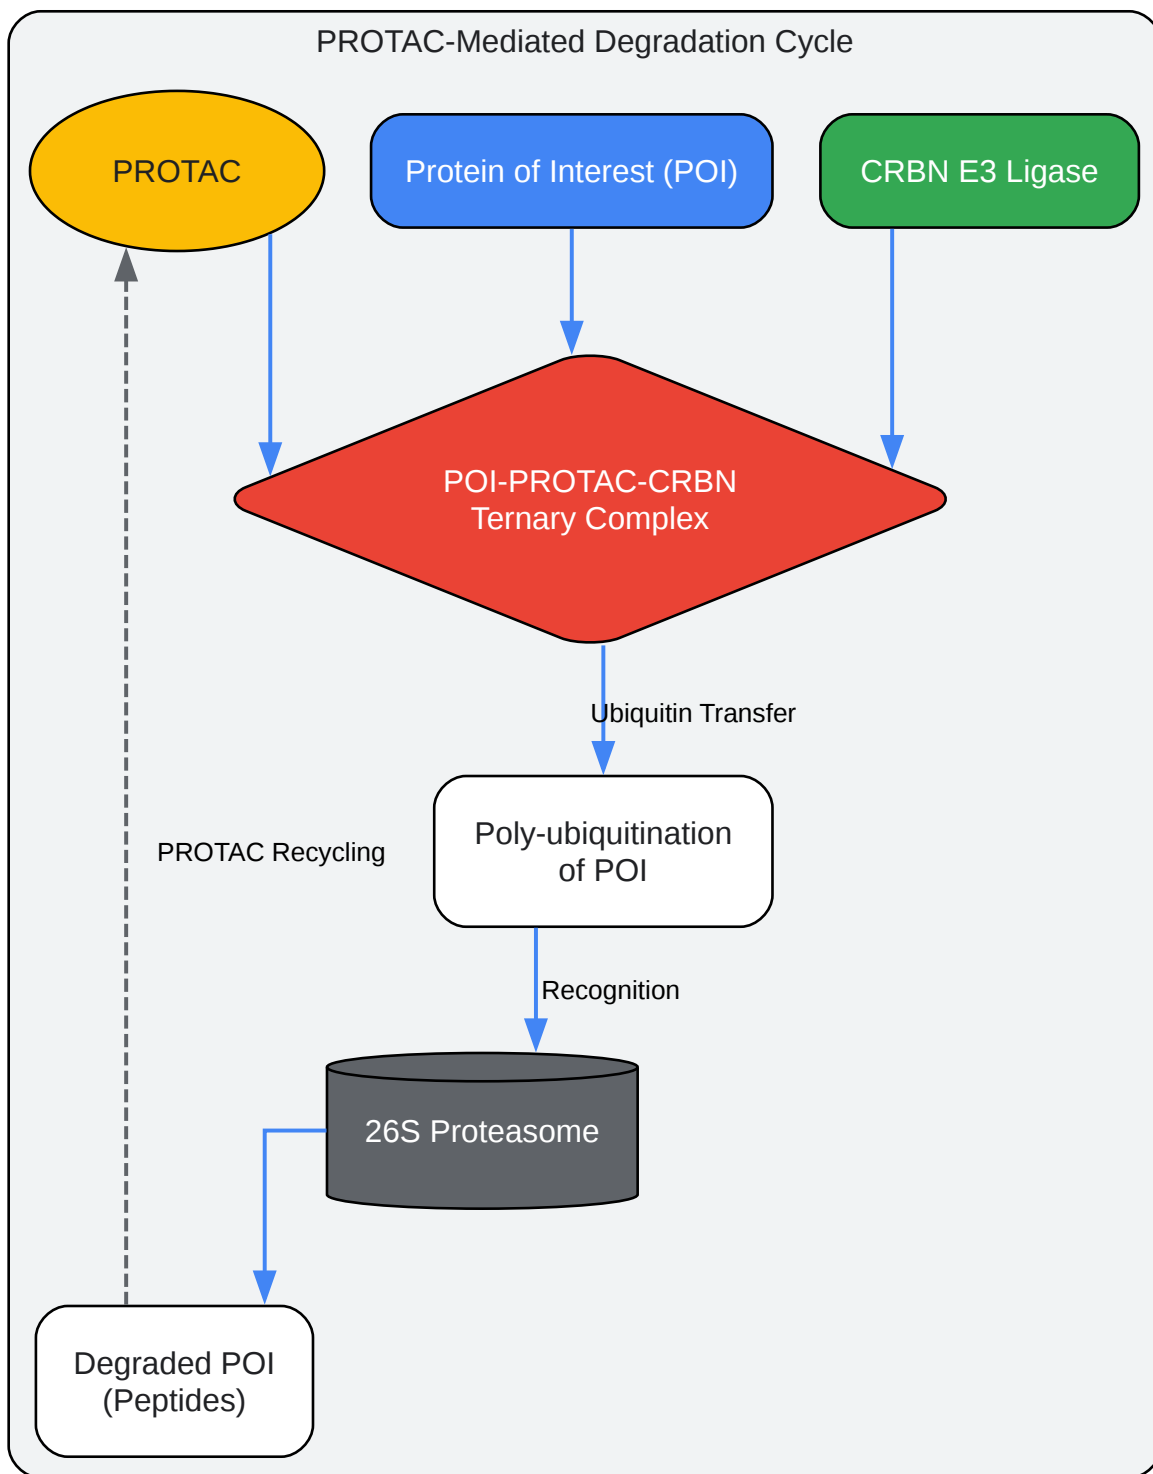 PROTAC-Mediated Degradation Cycle
PROTAC
Protein of Interest (POI)
CRBN E3 Ligase
POI-PROTAC-CRBN
Ternary Complex
Ubiquitin Transfer
Poly-ubiquitination
of POI
PROTAC Recycling
Recognition
26S Proteasome
Degraded POI
(Peptides)